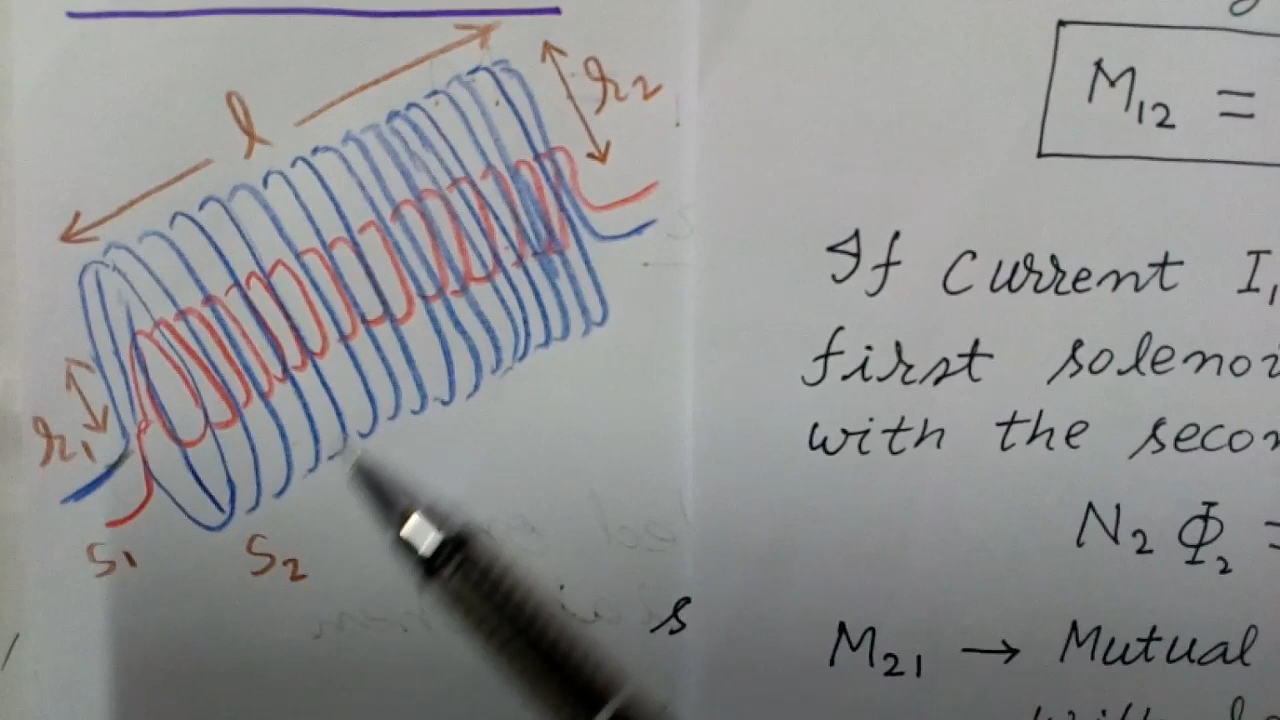 l
r2
r1
S1 S2
M12 =
If current I1
first solenoi
with the secon
N2 Φ2 =
s
M21 → Mutual